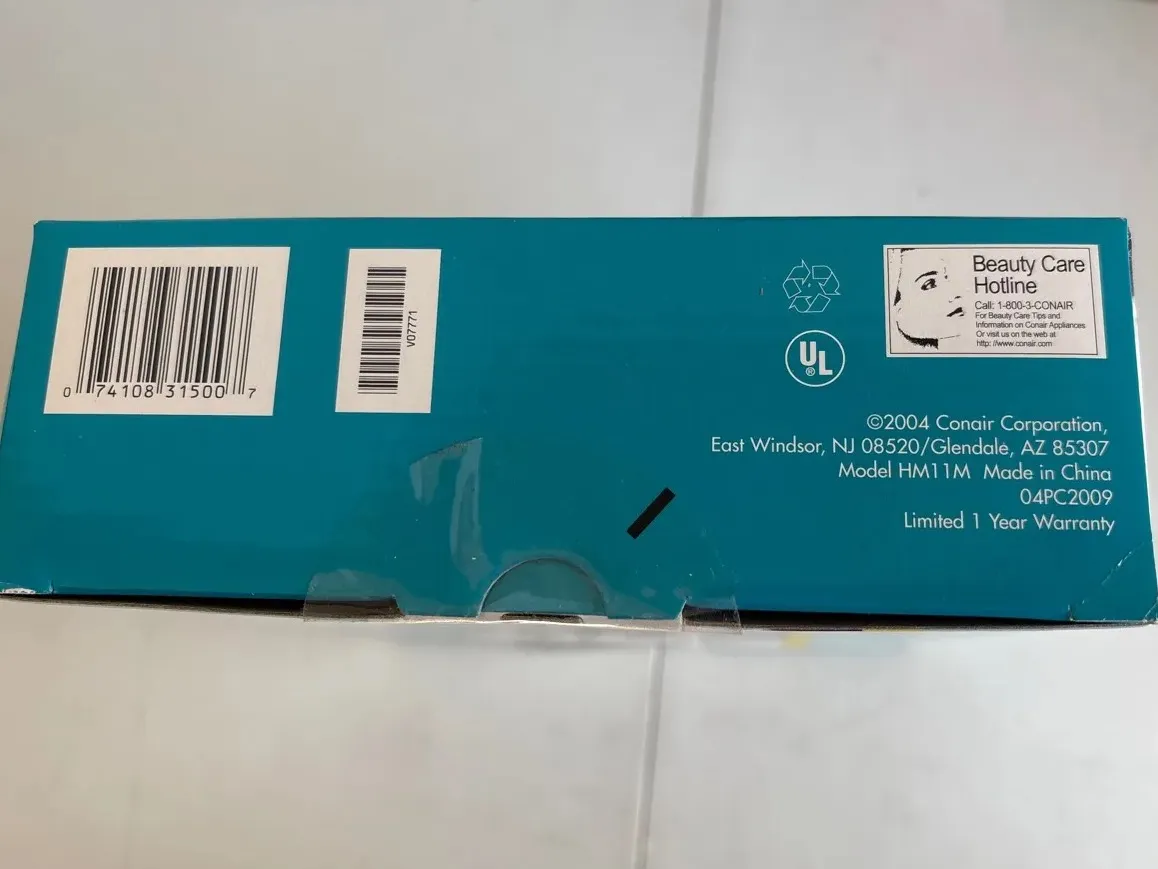 0 74108 31500 7
V07771
UL
®
Beauty Care
Hotline
Call: 1-800-3-CONAIR
For Beauty Care Tips and
Information on Conair Appliances
Or visit us on the web at
http: //www.conair.com
©2004 Conair Corporation,
East Windsor, NJ 08520/Glendale, AZ 85307
Model HM11M Made in China
04PC2009
Limited 1 Year Warranty